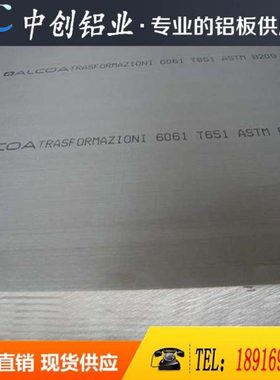 C 中创铝业·专业的铝板供
ALCOA TRASFORMAZIONI 6061 T651 ASTM B209
COA TRASFORMAZIONI 6061 T651 ASTM
直销 现货供应
TEL: 189169